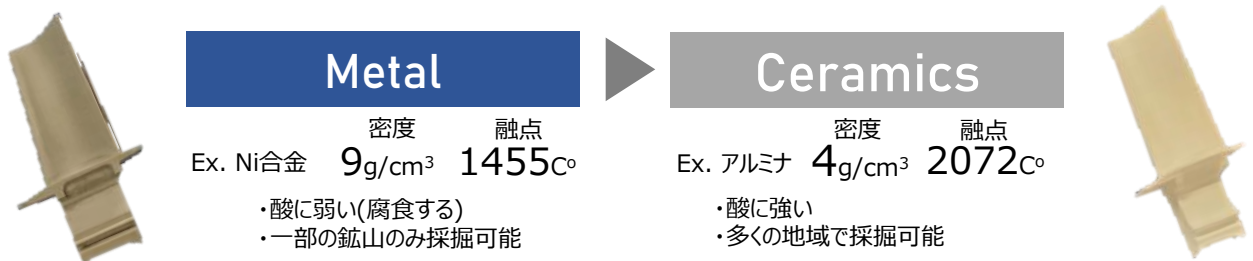 Metal
密度 融点
Ex. Ni合金 9g/cm³ 1455C⁰
・酸に弱い(腐食する)
・一部の鉱山のみ採掘可能
Ceramics
密度 融点
Ex. アルミナ 4g/cm³ 2072C⁰
・酸に強い
・多くの地域で採掘可能